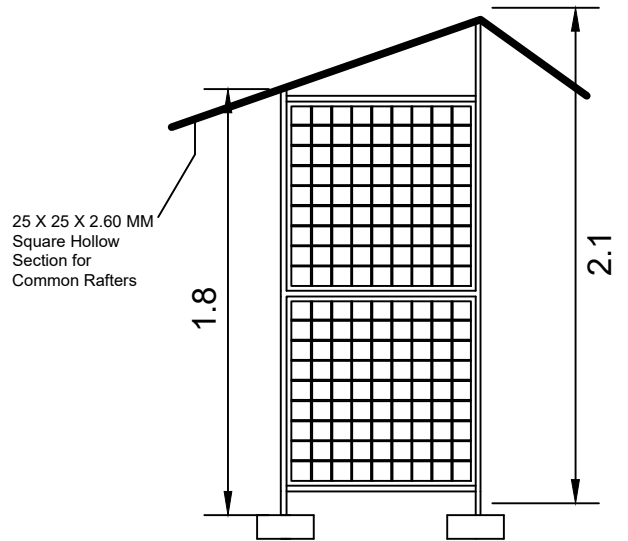 25 X 25 X 2.60 MM
Square Hollow
Section for
Common Rafters
1.8
2.1